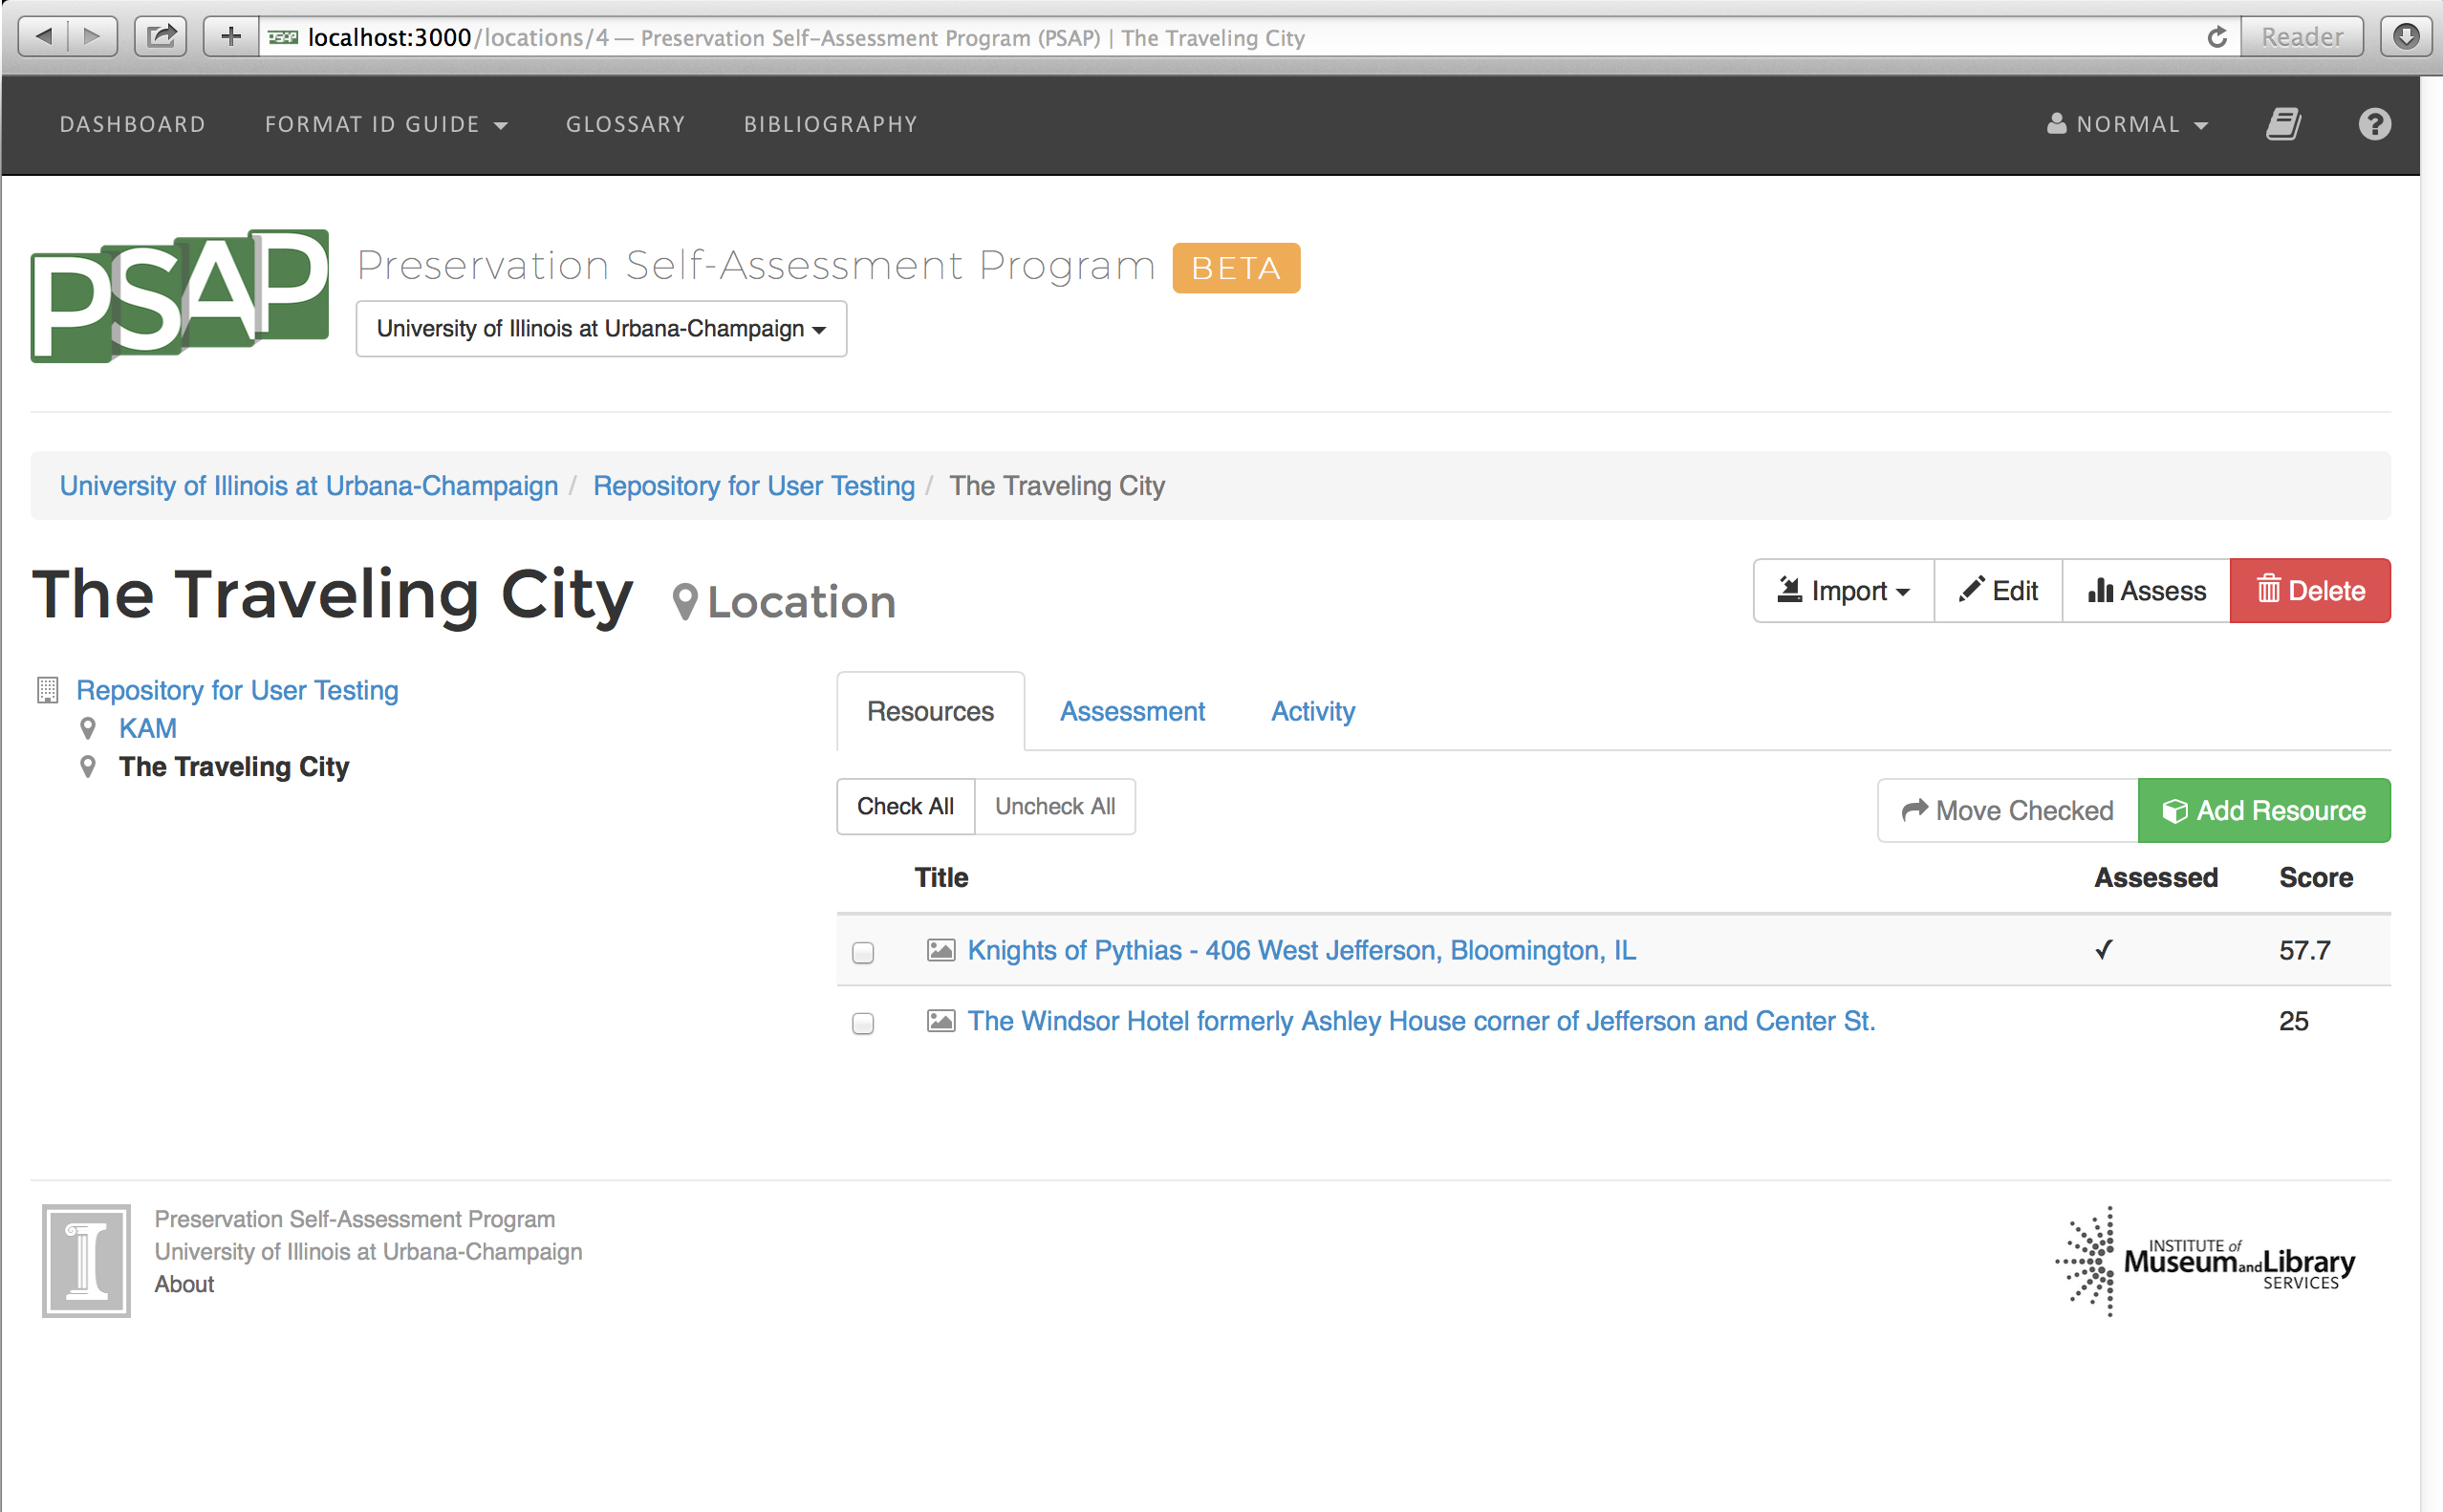 localhost:3000/locations/4 — Preservation Self-Assessment Program (PSAP) | The Traveling City
Reader
DASHBOARD FORMAT ID GUIDE GLOSSARY BIBLIOGRAPHY NORMAL
PSAP
Preservation Self-Assessment Program BETA
University of Illinois at Urbana-Champaign
University of Illinois at Urbana-Champaign / Repository for User Testing / The Traveling City
The Traveling City Location
Import Edit Assess Delete
Repository for User Testing
KAM
The Traveling City
Resources Assessment Activity
Check All Uncheck All
Move Checked Add Resource
Title Assessed Score
Knights of Pythias - 406 West Jefferson, Bloomington, IL ✓ 57.7
The Windsor Hotel formerly Ashley House corner of Jefferson and Center St. 25
Preservation Self-Assessment Program
University of Illinois at Urbana-Champaign
About
INSTITUTE of
Museum and Library
SERVICES